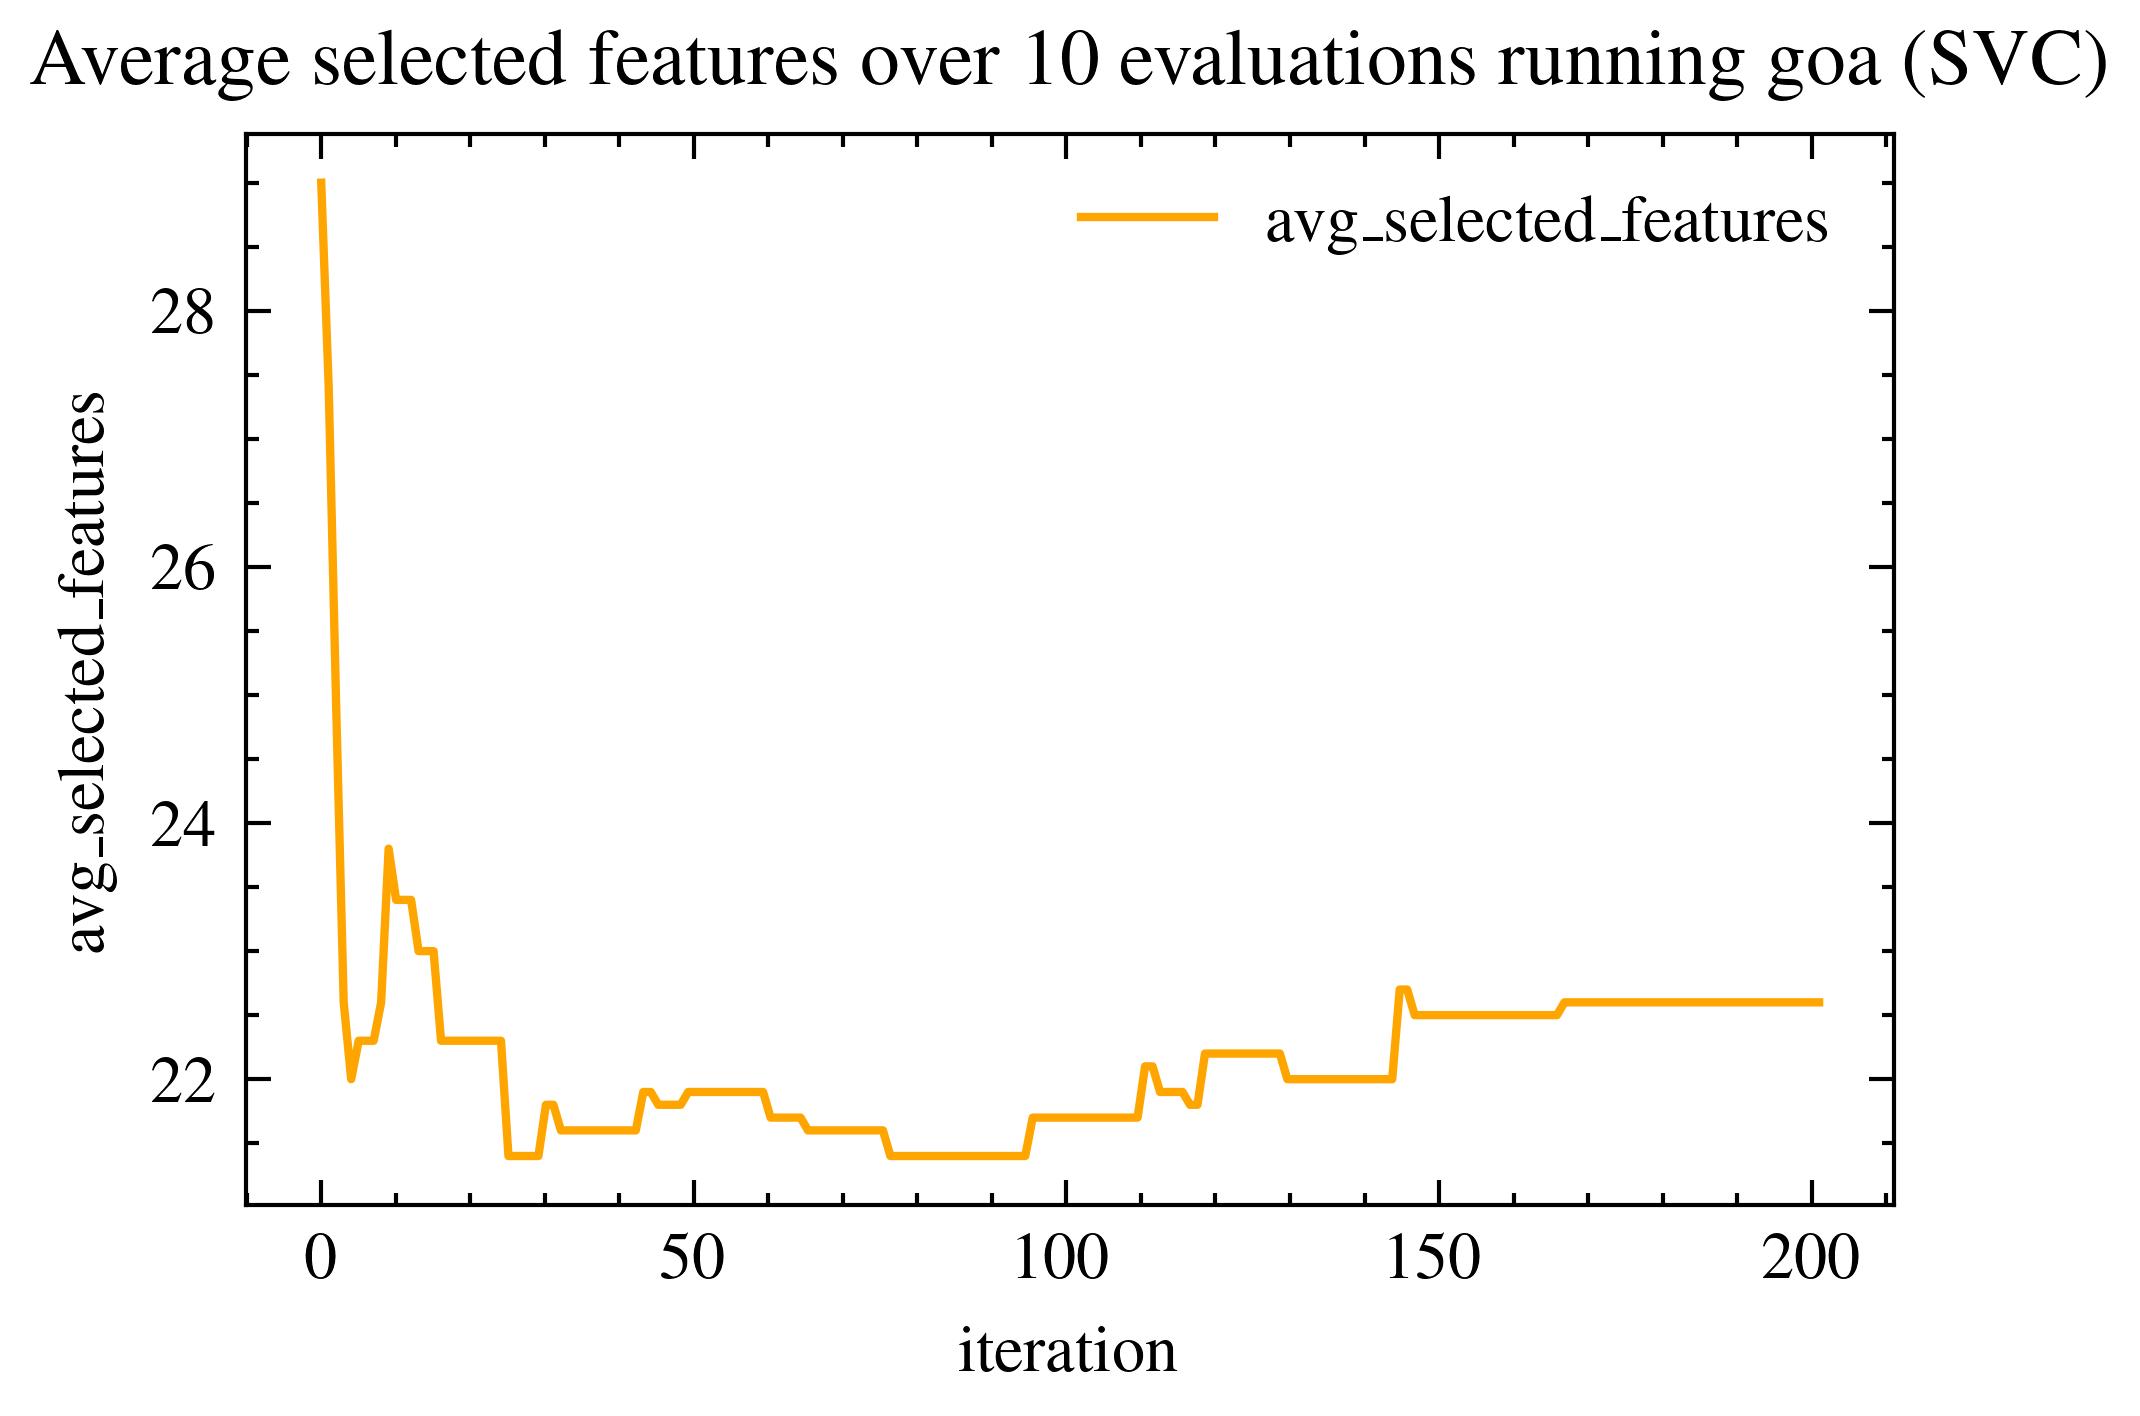 Average selected features over 10 evaluations running goa (SVC)
avg_selected_features
28
26
24
22
avg_selected_features
0 50 100 150 200
iteration